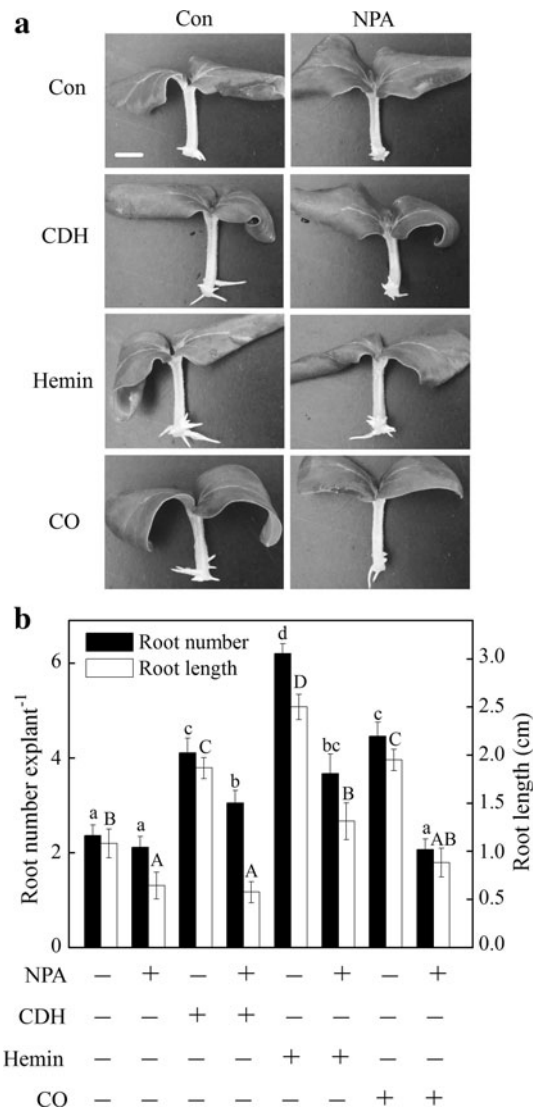 a
Con NPA
Con
CDH
Hemin
CO
b
Root number
Root length
Root number explant⁻¹
Root length (cm)
6
4
2
0
3.0
2.5
2.0
1.5
1.0
0.5
0.0
a B a A c C b A d D bc B c C a AB
NPA − + − + − + − +
CDH − − + + − − − −
Hemin − − − − + + − −
CO − − − − − − + +